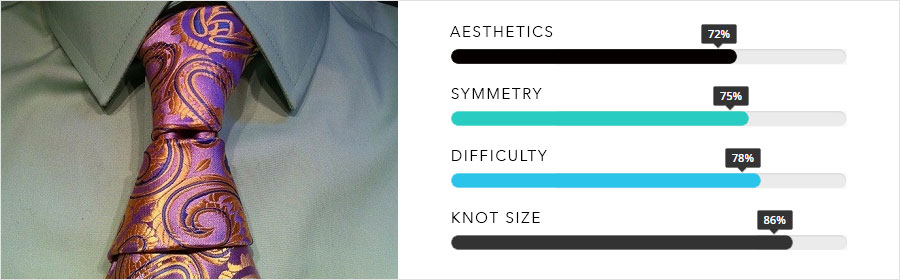 AESTHETICS
72%
SYMMETRY
75%
DIFFICULTY
78%
KNOT SIZE
86%